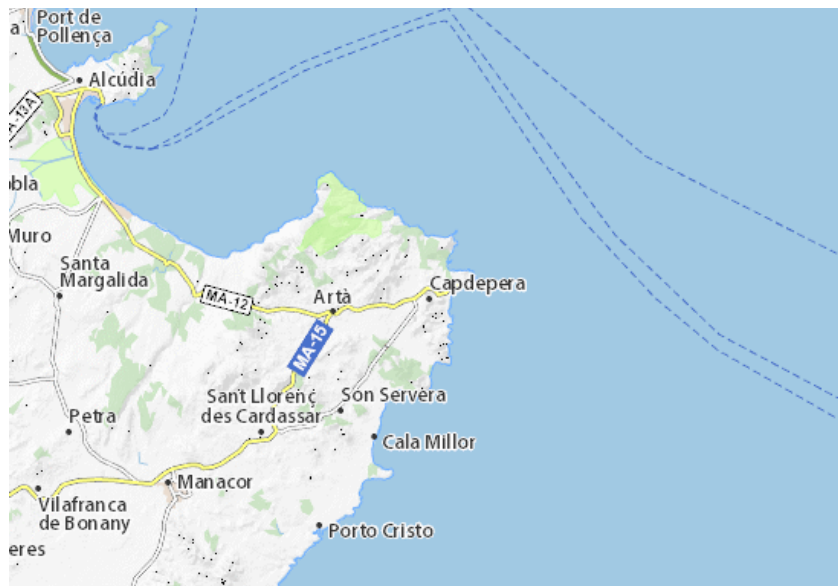 Port de
Pollença
a
Alcúdia
A-13A
obla
Muro
Santa
Margalida
MA-12
Artà
Capdepera
MA-15
Sant Llorenç
des Cardassar
Son Servera
Petra
Cala Millor
Manacor
Vilafranca
de Bonany
Porto Cristo
eres